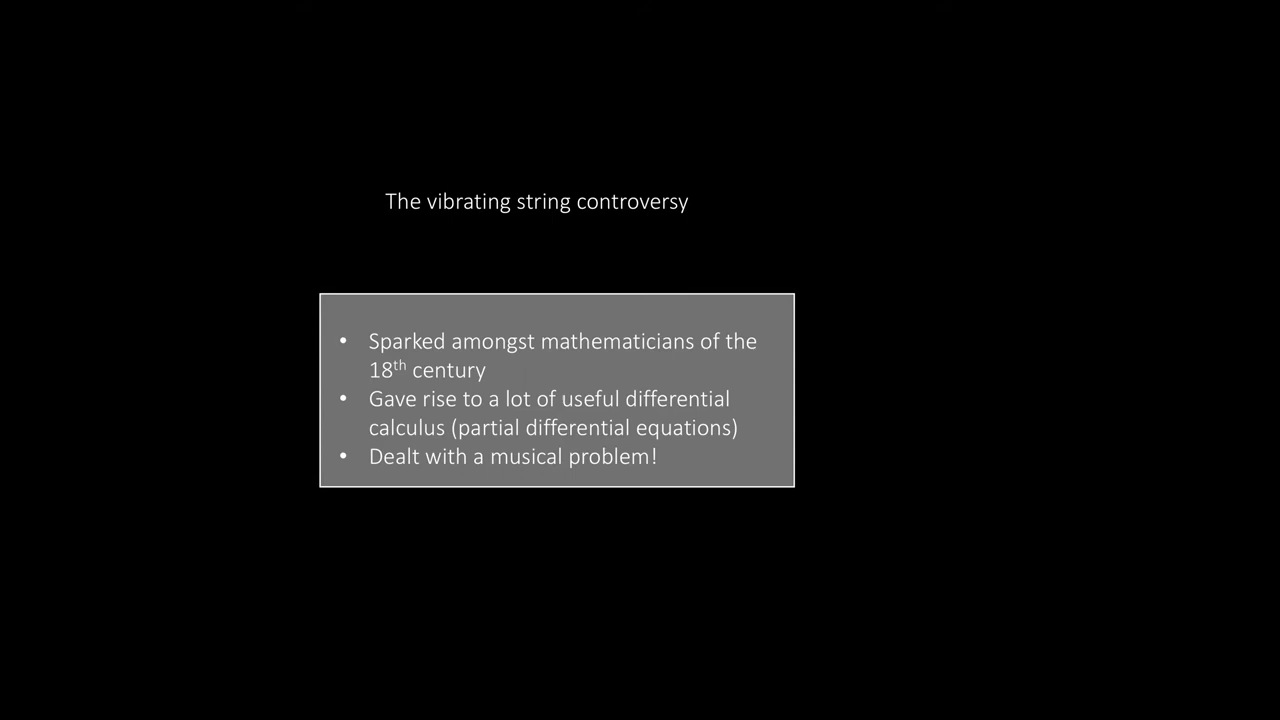 The vibrating string controversy
• Sparked amongst mathematicians of the
18th century
• Gave rise to a lot of useful differential
calculus (partial differential equations)
• Dealt with a musical problem!